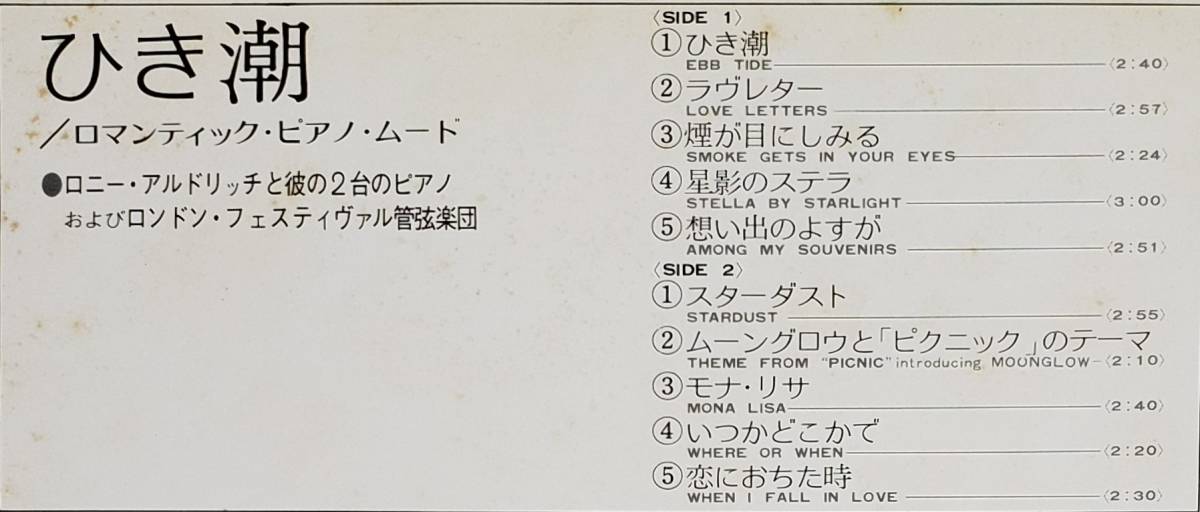 ひき潮
/ロマンティック・ピアノ・ムード
●ロニー・アルドリッチと彼の2台のピアノ
およびロンドン・フェスティヴァル管弦楽団
〈SIDE 1〉
①ひき潮
EBB TIDE 〈2:40〉
②ラヴレター
LOVE LETTERS 〈2:57〉
③煙が目にしみる
SMOKE GETS IN YOUR EYES 〈2:24〉
④星影のステラ
STELLA BY STARLIGHT 〈3:00〉
⑤想い出のよすが
AMONG MY SOUVENIRS 〈2:51〉
〈SIDE 2〉
①スターダスト
STARDUST 〈2:55〉
②ムーングロウと「ピクニック」のテーマ
THEME FROM "PICNIC" introducing MOONGLOW 〈2:10〉
③モナ・リサ
MONA LISA 〈2:40〉
④いつかどこかで
WHERE OR WHEN 〈2:20〉
⑤恋におちた時
WHEN I FALL IN LOVE 〈2:30〉